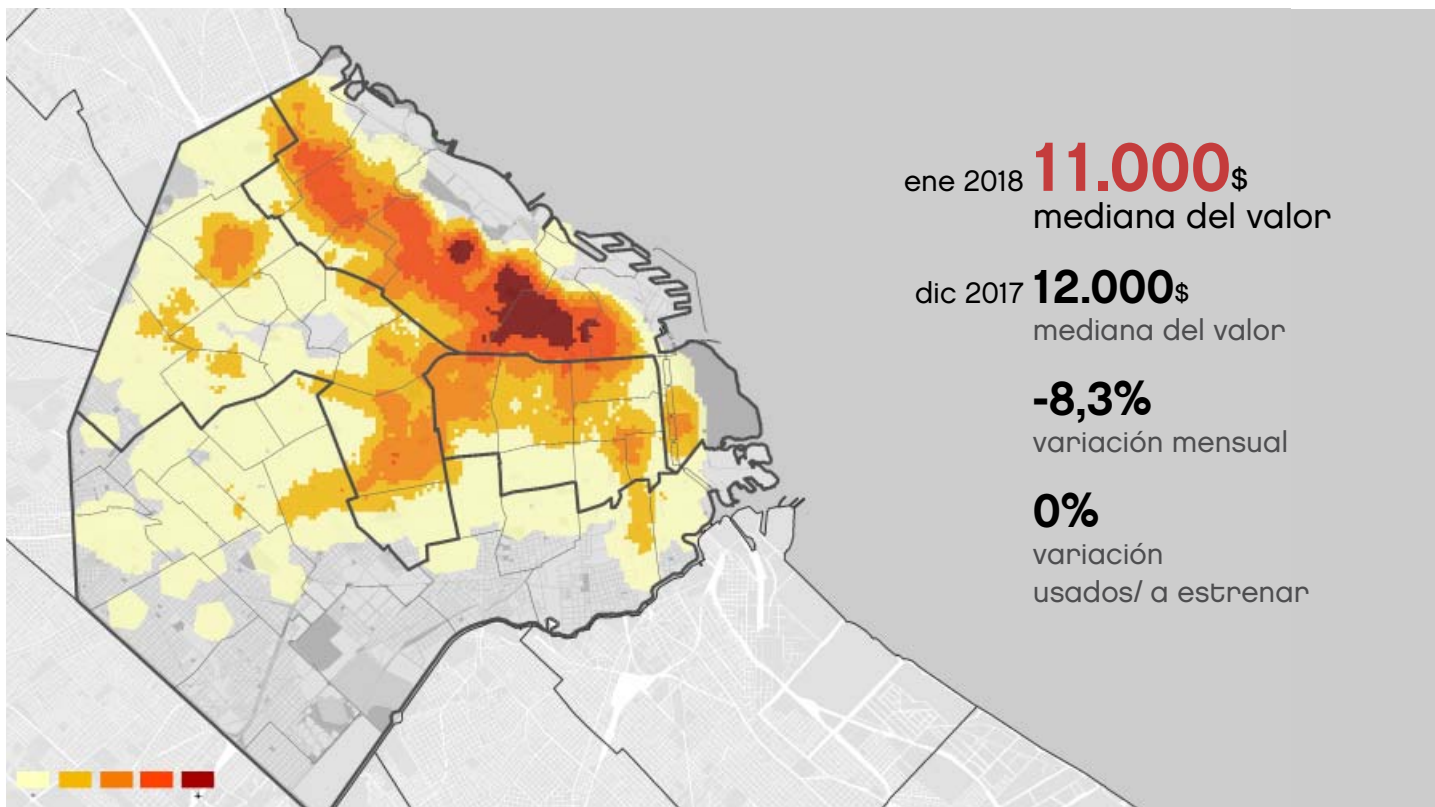 ene 2018 11.000$
mediana del valor
dic 2017 12.000$
mediana del valor
-8,3%
variación mensual
0%
variación
usados/ a estrenar
- +